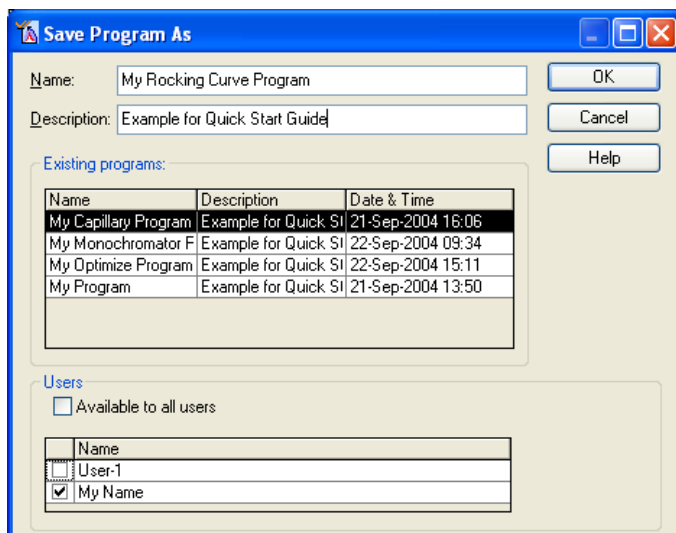 Save Program As
Name: My Rocking Curve Program OK
Description: Example for Quick Start Guide Cancel
Help
Existing programs:
Name Description Date & Time
My Capillary Program Example for Quick St 21-Sep-2004 16:06
My Monochromator F Example for Quick St 22-Sep-2004 09:34
My Optimize Program Example for Quick St 22-Sep-2004 15:11
My Program Example for Quick St 21-Sep-2004 13:50
Users
Available to all users
Name
User-1
My Name